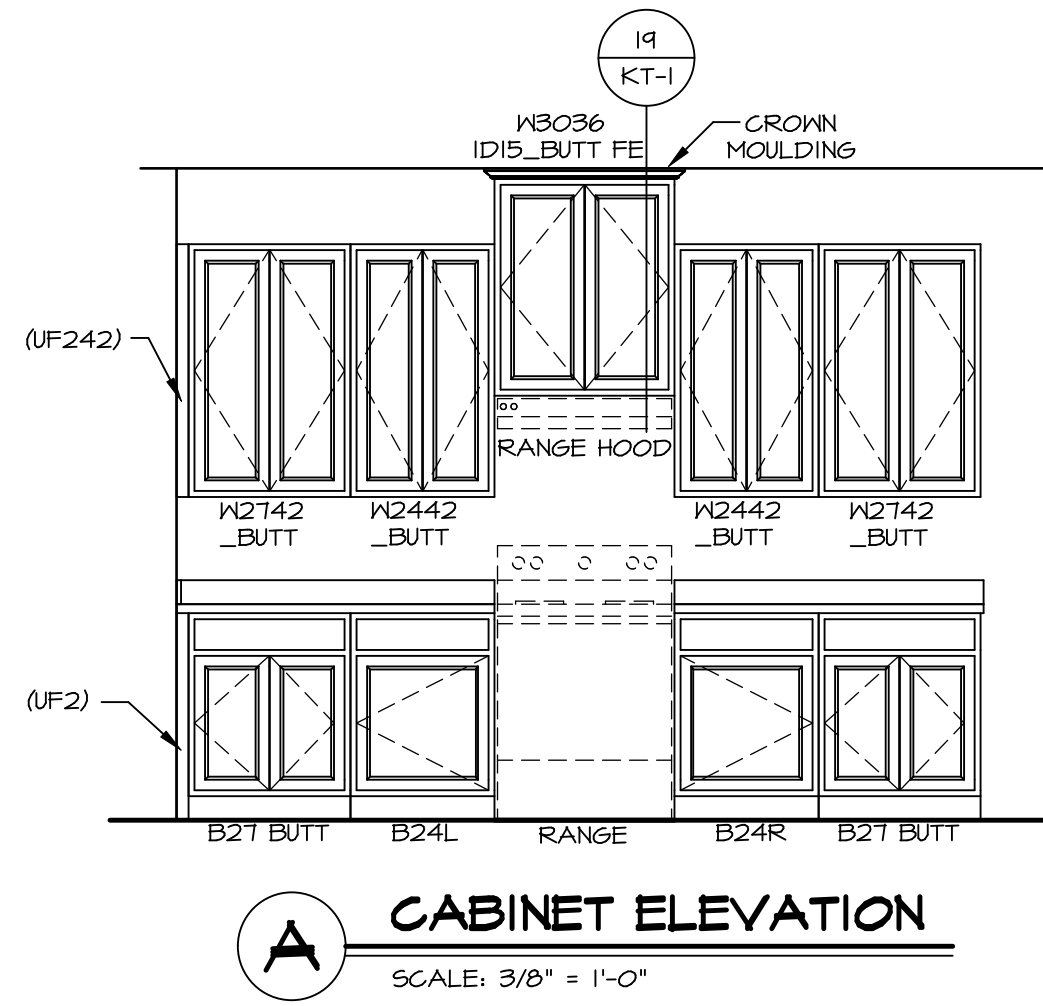 19
KT-1
W3036
1D15_BUTT FE
CROWN
MOULDING
(UF242)
RANGE HOOD
W2742
_BUTT
W2442
_BUTT
W2442
_BUTT
W2742
_BUTT
(UF2)
B27 BUTT
B24L
RANGE
B24R
B27 BUTT
A
CABINET ELEVATION
SCALE: 3/8" = 1'-0"